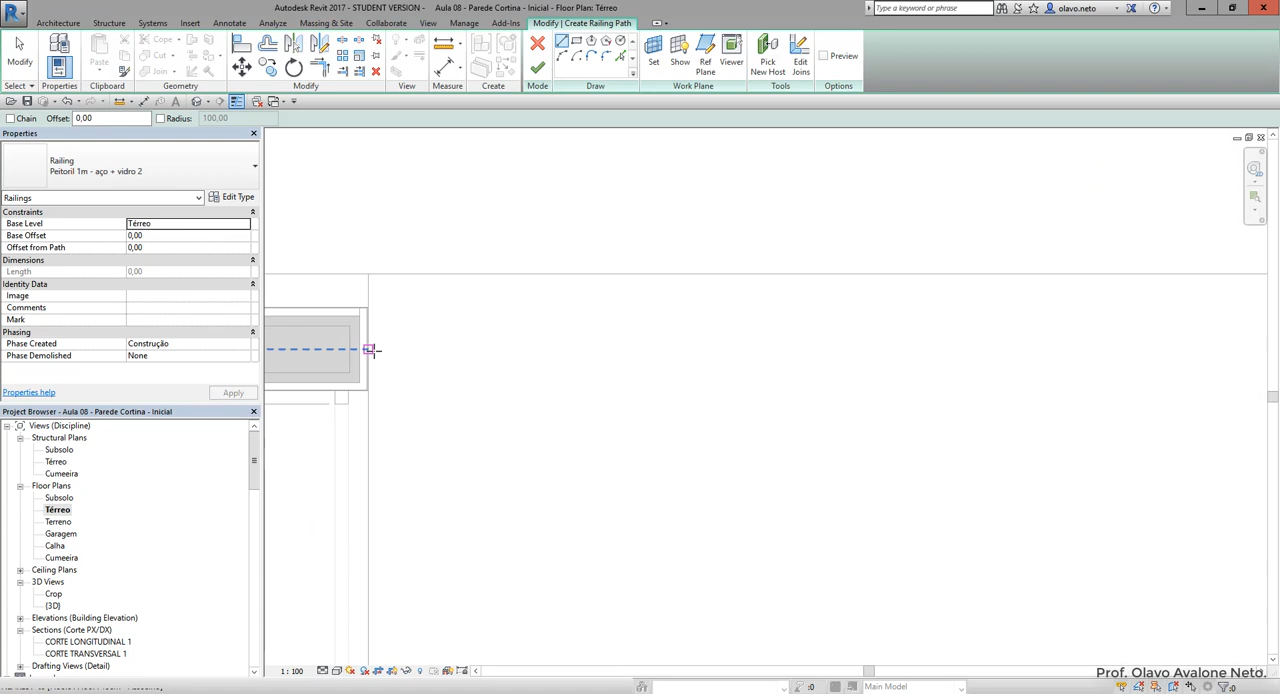 Autodesk Revit 2017 - STUDENT VERSION - Aula 08 - Parede Cortina - Inicial - Floor Plan: Térreo
Type a keyword or phrase
olavo.neto
Architecture Structure Systems Insert Annotate Analyze Massing & Site Collaborate View Manage Add-Ins Modify | Create Railing Path
Modify
Paste
Cope
Cut
Join
Set Show Ref Plane Viewer
Pick New Host
Edit Joins
Preview
Select Properties Clipboard Geometry Modify View Measure Create Mode Draw Work Plane Tools Options
Chain Offset: 0,00 Radius: 100,00
Properties
Railing
Peitoril 1m - aço + vidro 2
Railings Edit Type
Constraints
Base Level Térreo
Base Offset 0,00
Offset from Path 0,00
Dimensions
Length 0,00
Identity Data
Image
Comments
Mark
Phasing
Phase Created Construção
Phase Demolished None
Properties help Apply
Project Browser - Aula 08 - Parede Cortina - Inicial
Views (Discipline)
Structural Plans
Subsolo
Térreo
Cumeeira
Floor Plans
Subsolo
Térreo
Terreno
Garagem
Calha
Cumeeira
Ceiling Plans
3D Views
Crop
{3D}
Elevations (Building Elevation)
Sections (Corte PX/DX)
CORTE LONGITUDINAL 1
CORTE TRANSVERSAL 1
Drafting Views (Detail)
1 : 100
Prof. Olavo Avalone Neto.
:0 Main Model :0